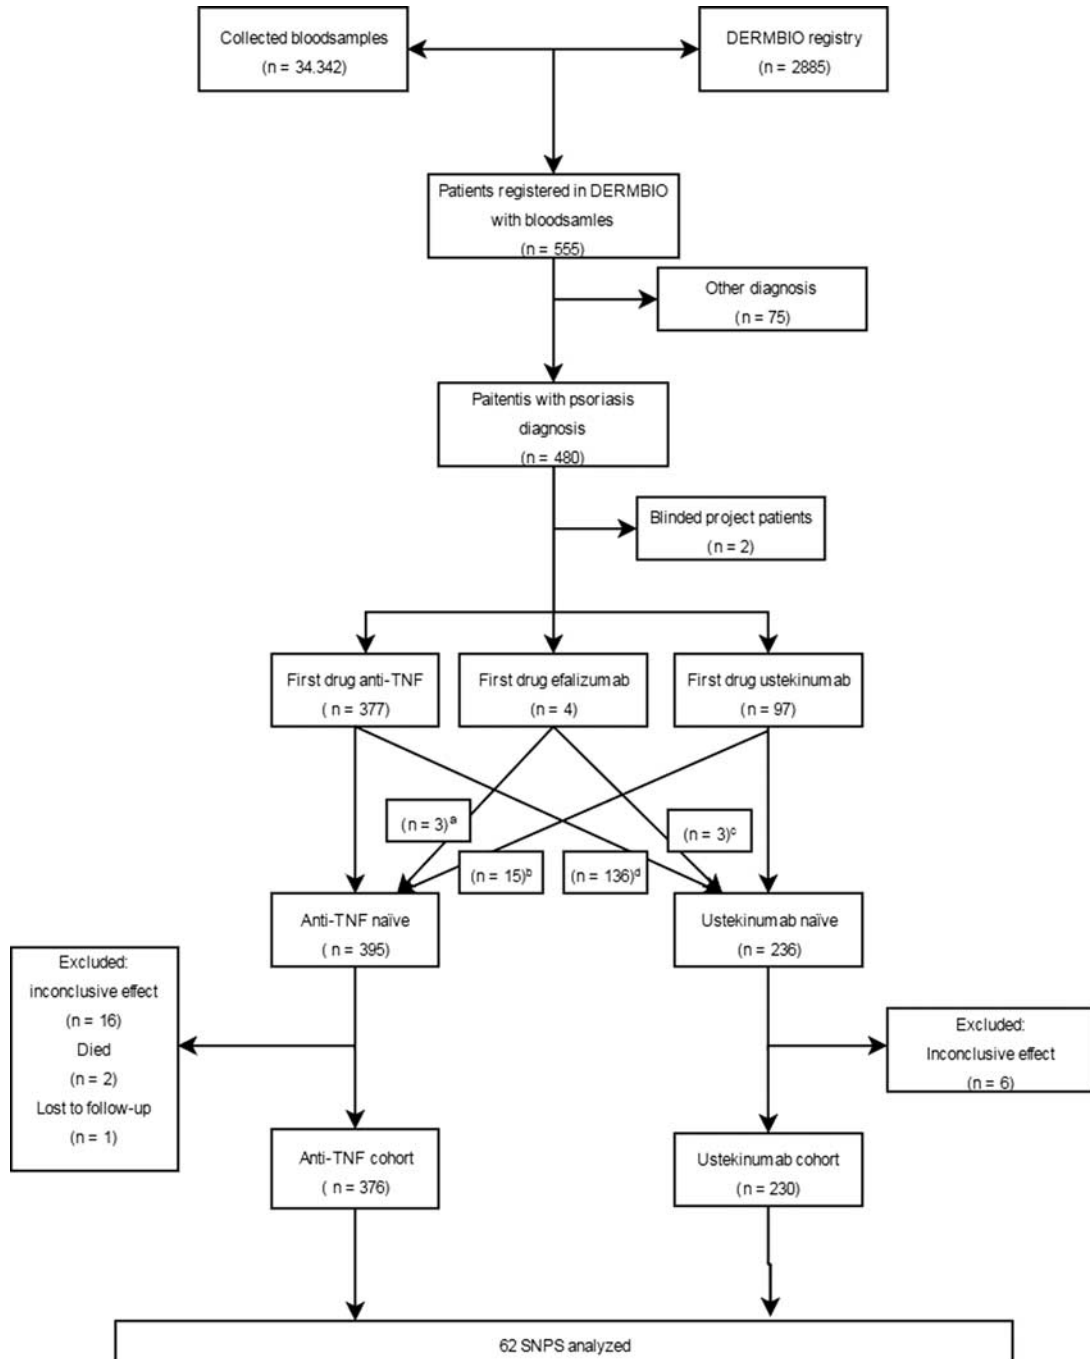 Collected bloodsamples
(n = 34.342)
DERMBIO registry
(n = 2885)
Patients registered in DERMBIO
with bloodsamles
(n = 555)
Other diagnosis
(n = 75)
Paitentis with psoriasis
diagnosis
(n = 480)
Blinded project patients
(n = 2)
First drug anti-TNF
( n = 377)
First drug efalizumab
(n = 4)
First drug ustekinumab
(n = 97)
(n = 3)a
(n = 3)c
(n = 15)b
(n = 136)d
Anti-TNF naïve
( n = 395)
Ustekinumab naïve
(n = 236)
Excluded:
inconclusive effect
(n = 16)
Died
(n = 2)
Lost to follow-up
(n = 1)
Excluded:
Inconclusive effect
(n = 6)
Anti-TNF cohort
( n = 376)
Ustekinumab cohort
(n = 230)
62 SNPS analyzed